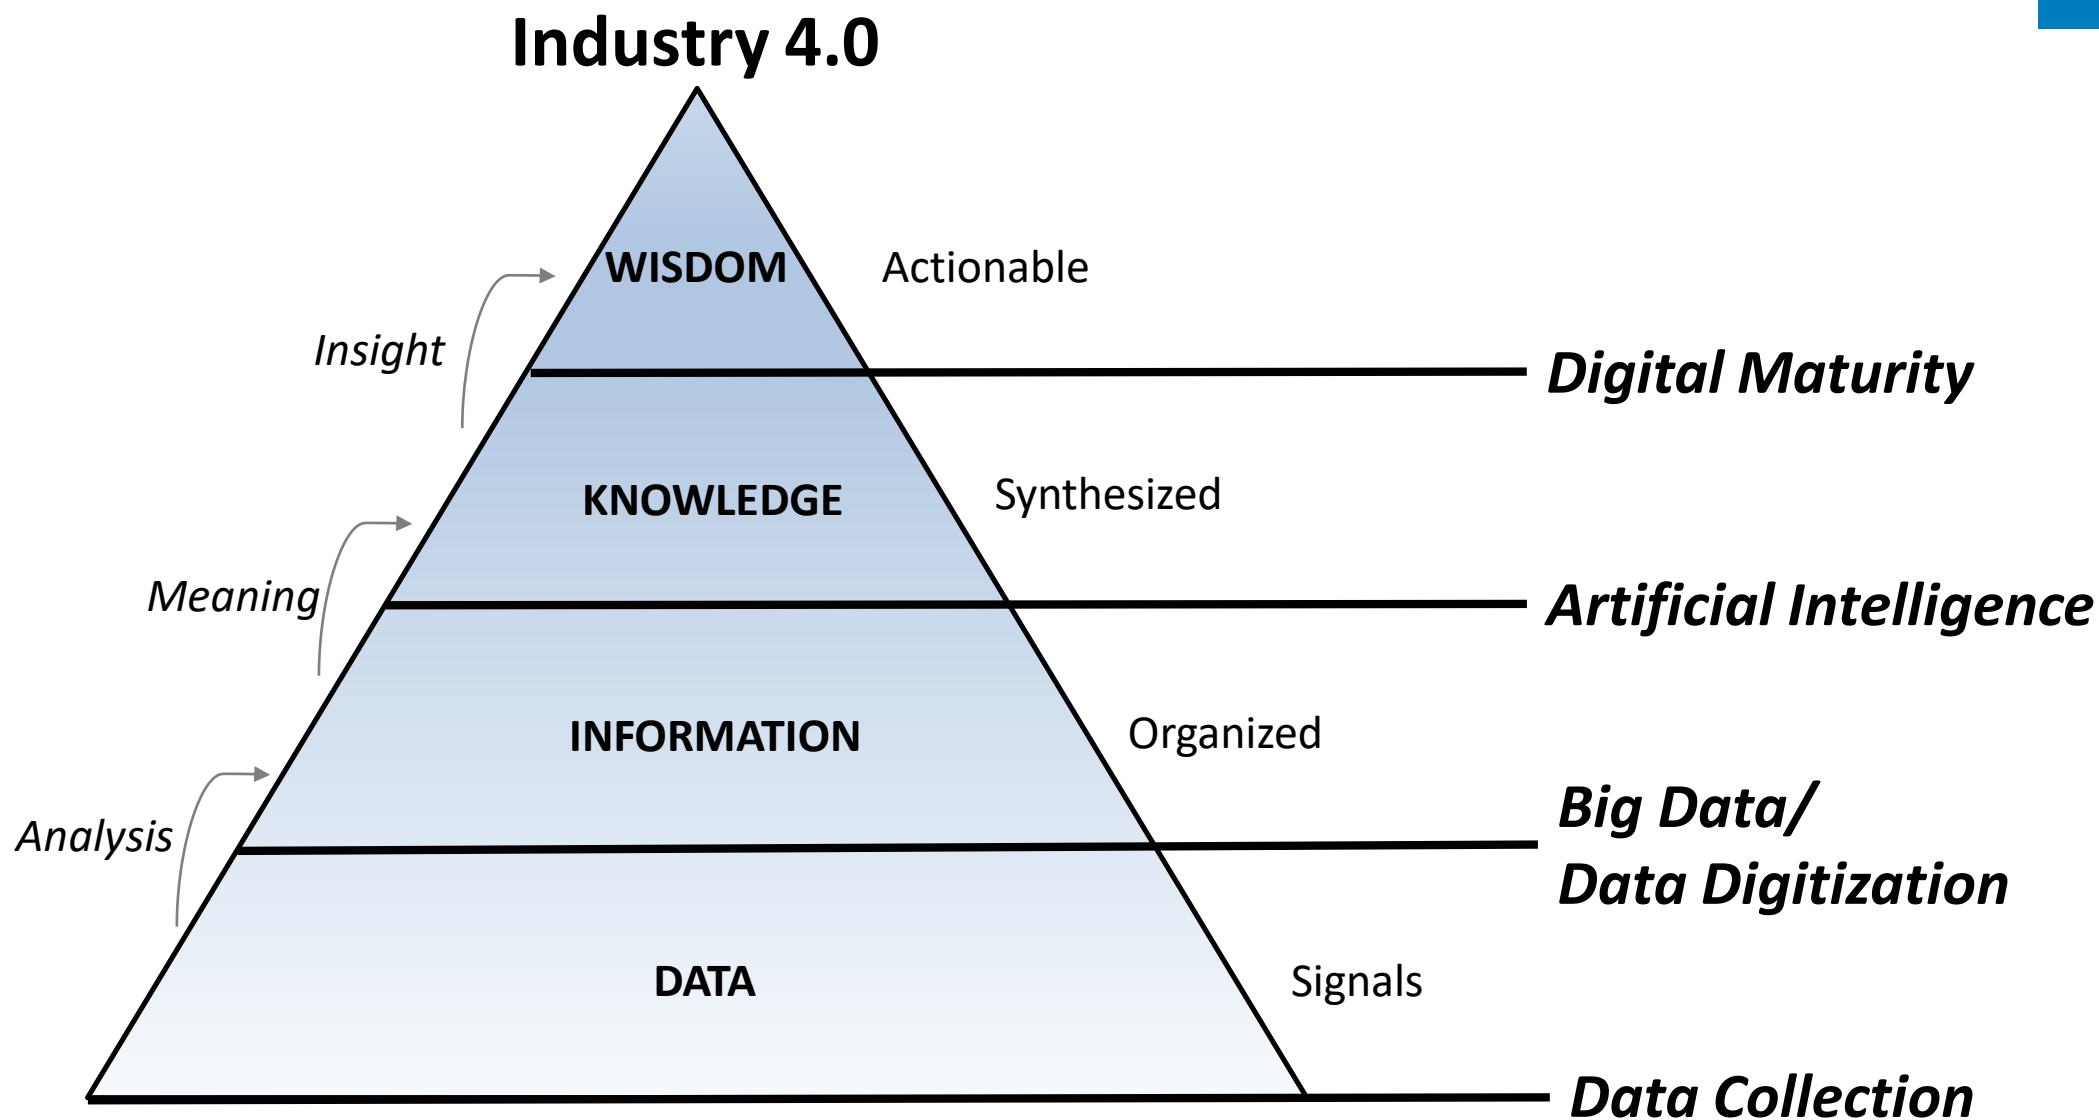 Industry 4.0
WISDOM
Actionable
Insight
Digital Maturity
KNOWLEDGE
Synthesized
Meaning
Artificial Intelligence
INFORMATION
Organized
Analysis
Big Data/
Data Digitization
DATA
Signals
Data Collection